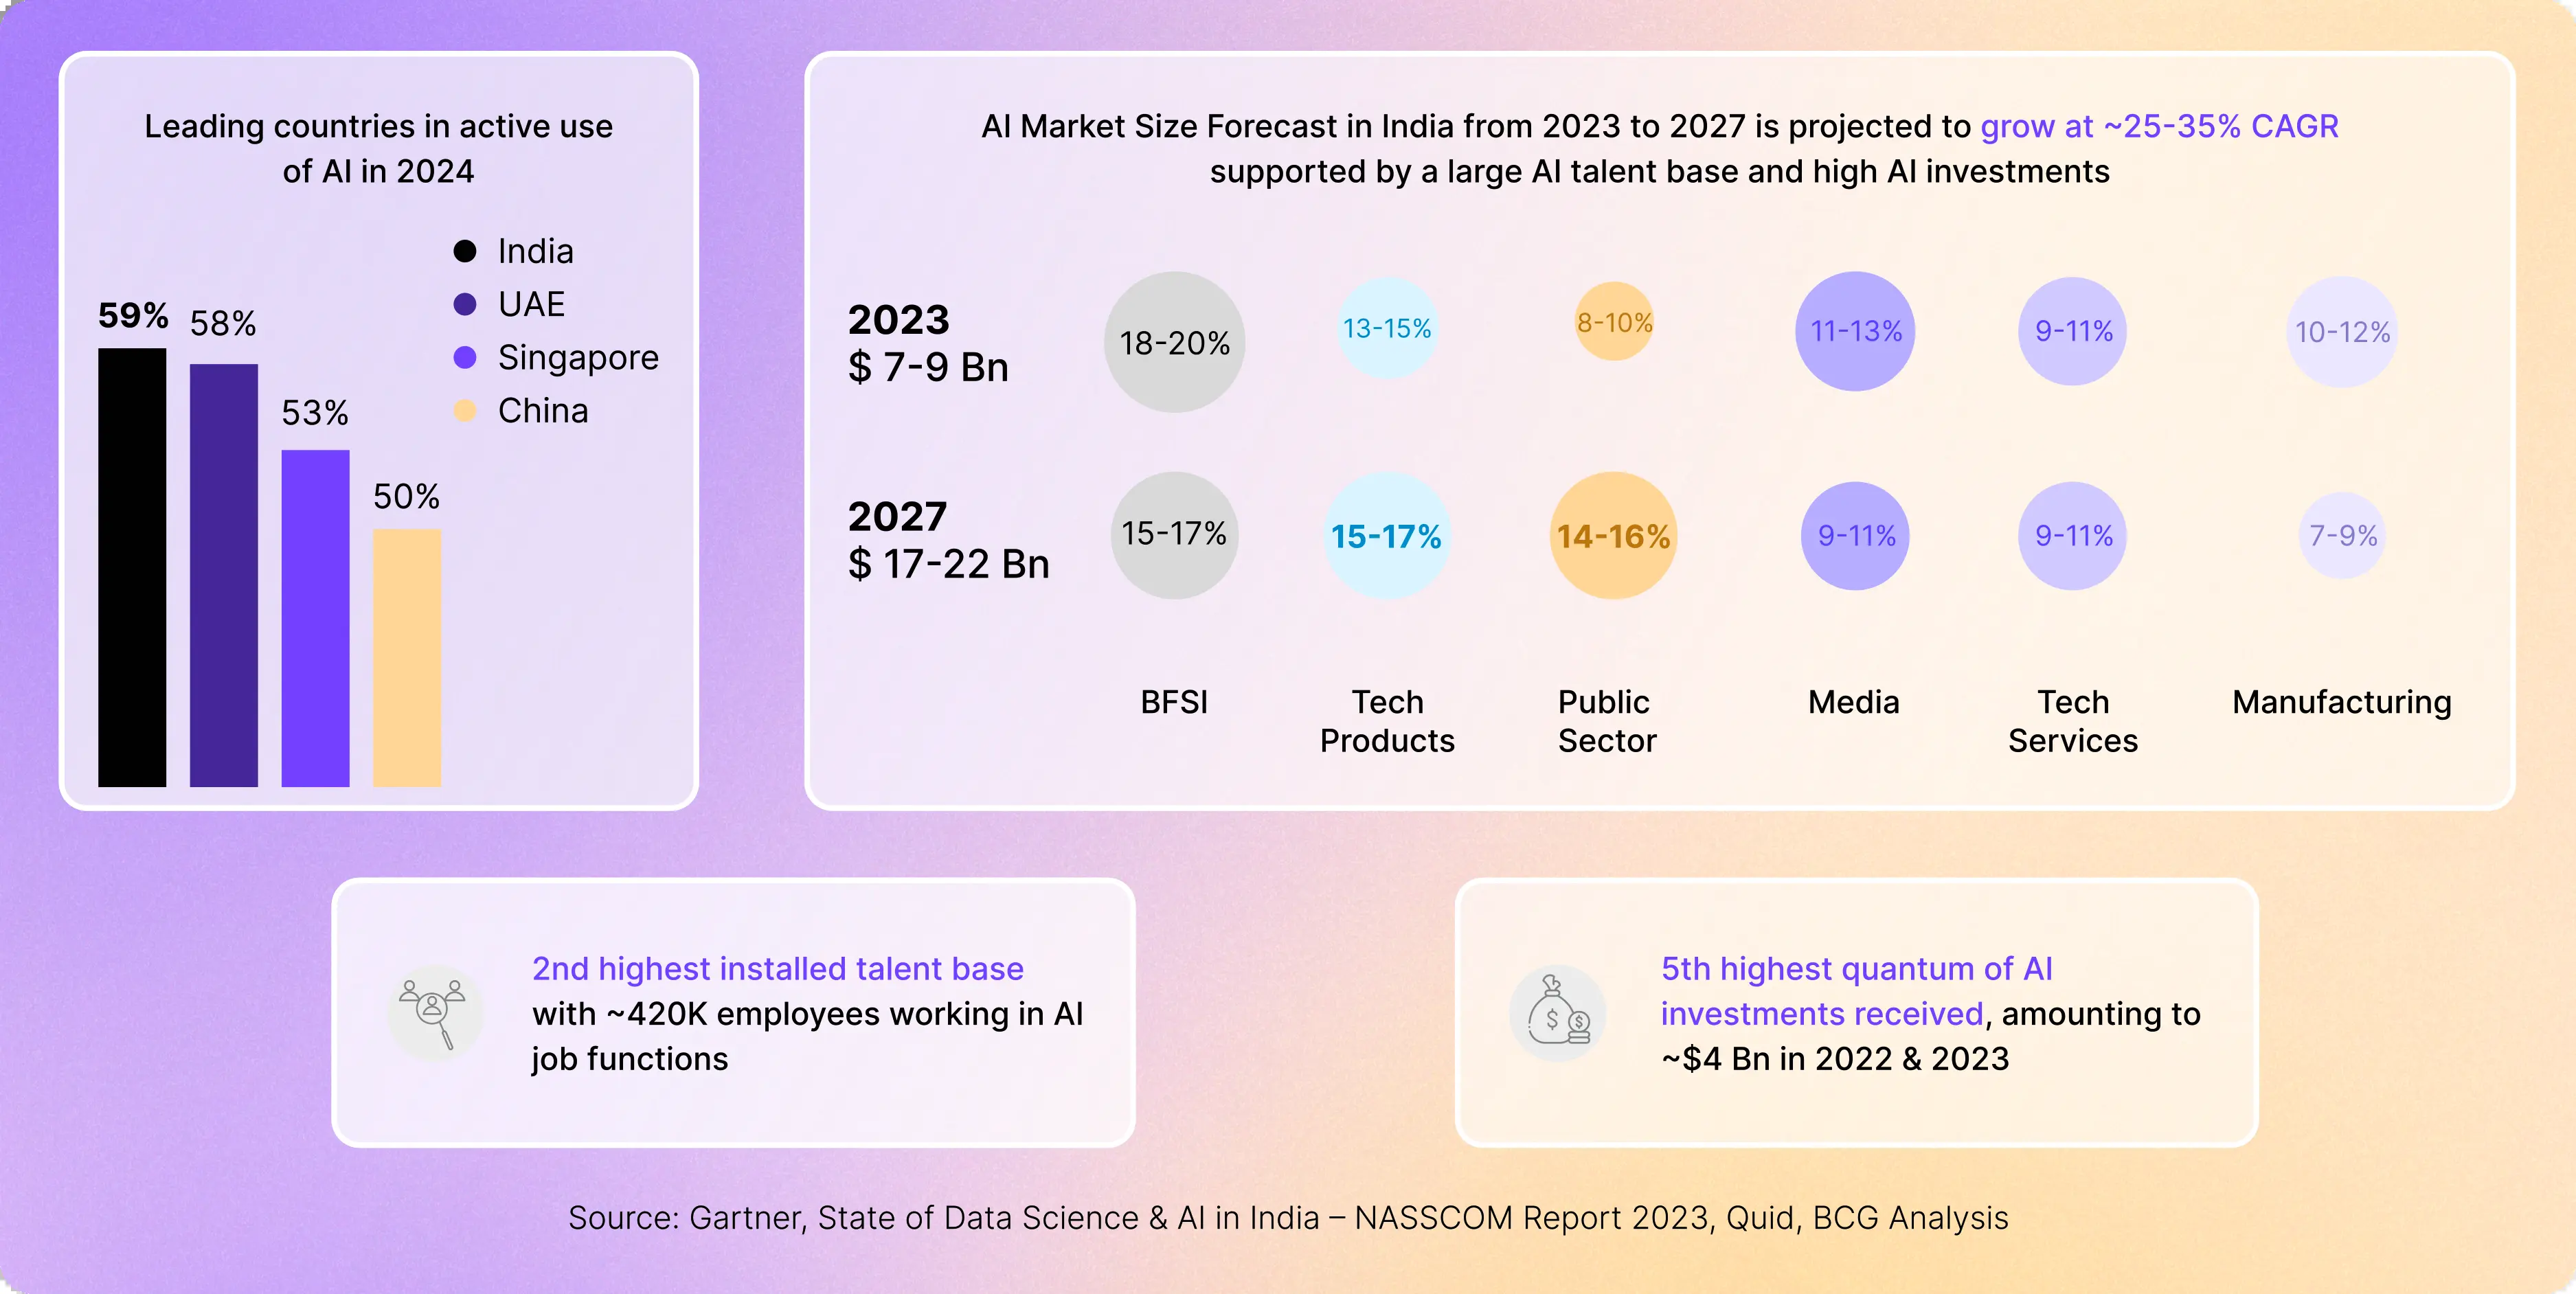 Leading countries in active use
of AI in 2024
India
UAE
Singapore
China
59%
58%
53%
50%
AI Market Size Forecast in India from 2023 to 2027 is projected to grow at ~25-35% CAGR
supported by a large AI talent base and high AI investments
2023
$ 7-9 Bn
18-20%
13-15%
8-10%
11-13%
9-11%
10-12%
2027
$ 17-22 Bn
15-17%
15-17%
14-16%
9-11%
9-11%
7-9%
BFSI
Tech
Products
Public
Sector
Media
Tech
Services
Manufacturing
2nd highest installed talent base
with ~420K employees working in AI
job functions
$
$
5th highest quantum of AI
investments received, amounting to
~$4 Bn in 2022 & 2023
Source: Gartner, State of Data Science & AI in India – NASSCOM Report 2023, Quid, BCG Analysis